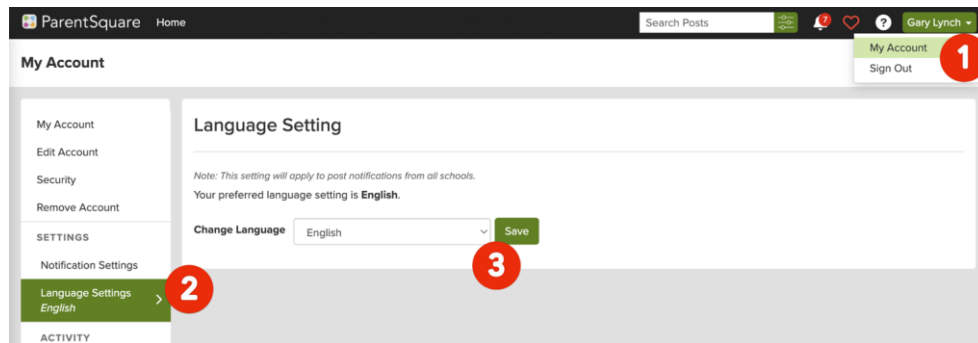 ParentSquare Home Search Posts 7 ? Gary Lynch
My Account
Sign Out
1
My Account
My Account
Edit Account
Security
Remove Account
SETTINGS
Notification Settings
Language Settings
English
2
ACTIVITY
Language Setting
Note: This setting will apply to post notifications from all schools.
Your preferred language setting is English.
Change Language English Save
3